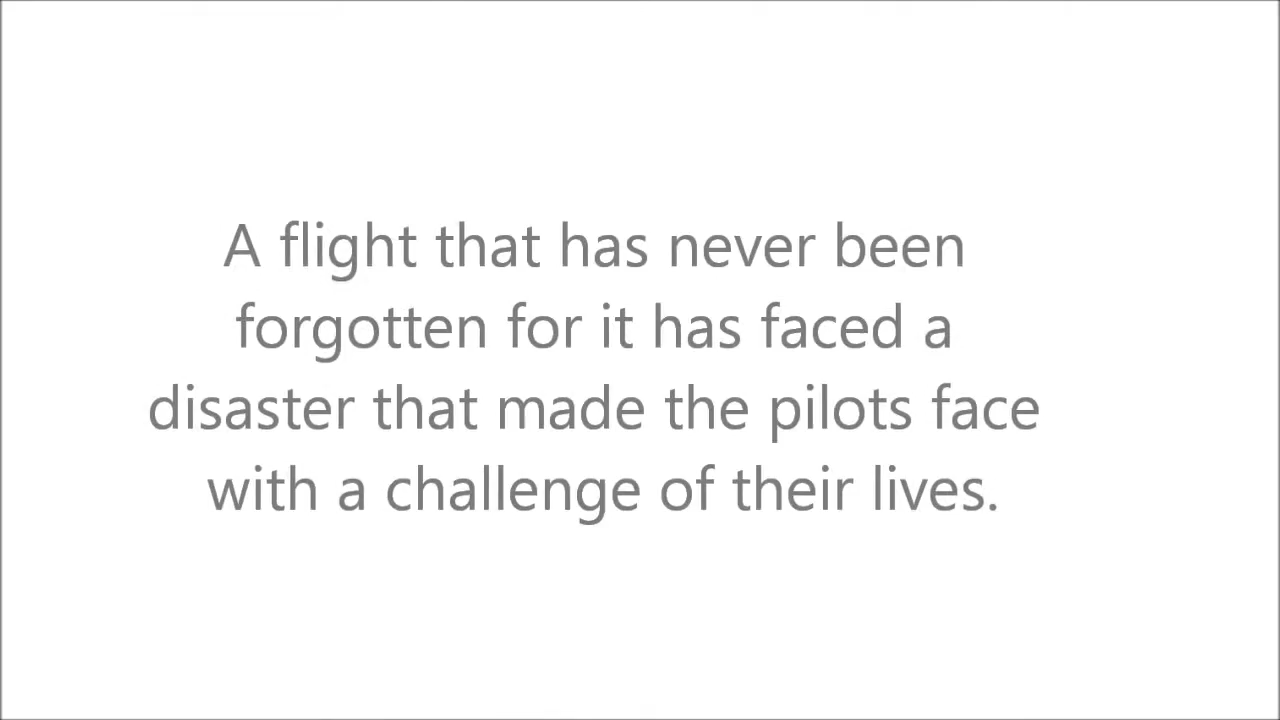 A flight that has never been
forgotten for it has faced a
disaster that made the pilots face
with a challenge of their lives.